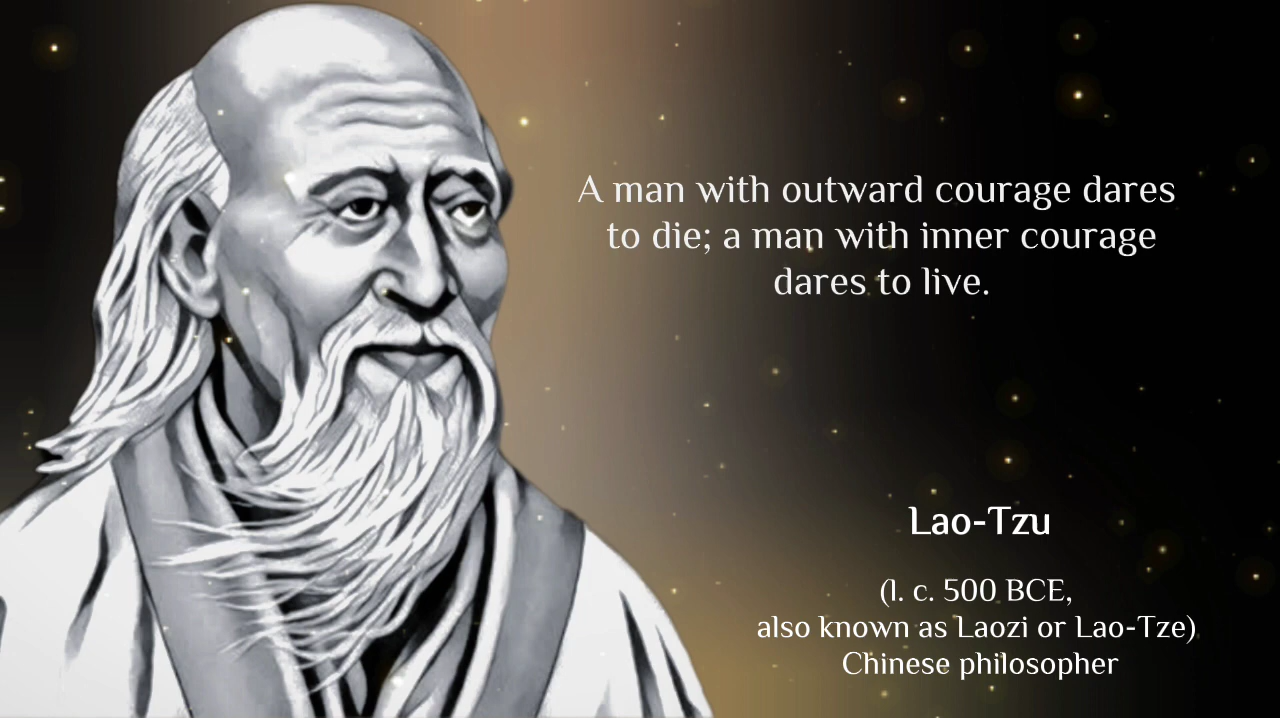 A man with outward courage dares
to die; a man with inner courage
dares to live.
Lao-Tzu
(l. c. 500 BCE,
also known as Laozi or Lao-Tze)
Chinese philosopher